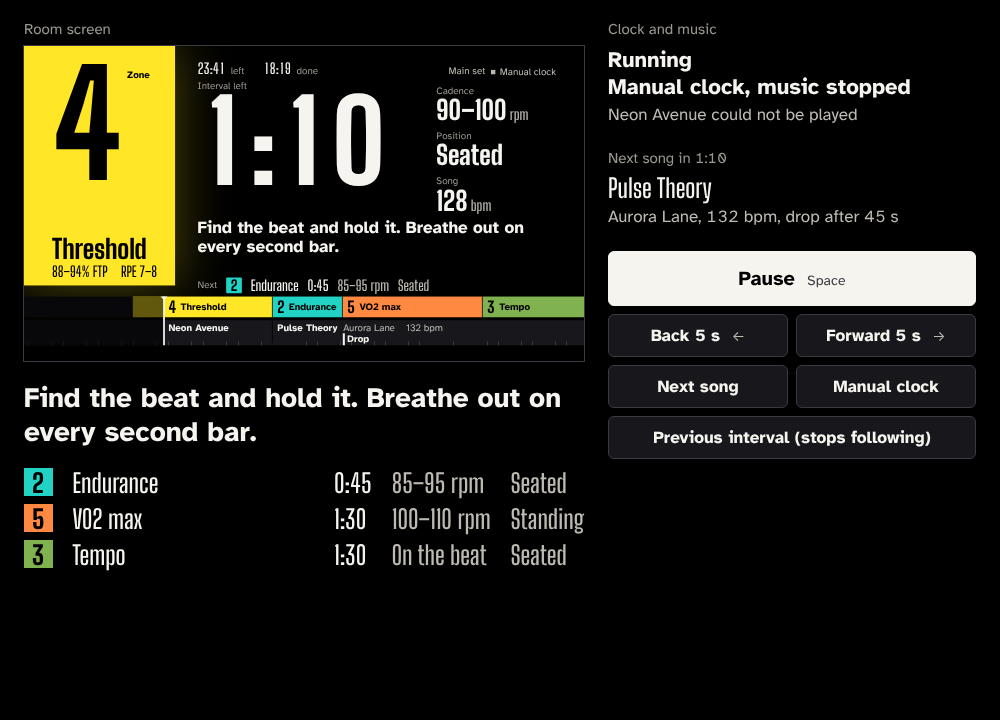 Room screen
4 Zone
Threshold
88–94% FTP RPE 7–8
23:41 left 18:19 done
Interval left
1:10
Main set ■ Manual clock
Cadence
90–100 rpm
Position
Seated
Song
128 bpm
Find the beat and hold it. Breathe out on
every second bar.
Next 2 Endurance 0:45 85–95 rpm Seated
4 Threshold 2 Endurance 5 VO2 max 3 Tempo
Neon Avenue Pulse Theory Aurora Lane 132 bpm
Drop
Find the beat and hold it. Breathe out on
every second bar.
2 Endurance 0:45 85–95 rpm Seated
5 VO2 max 1:30 100–110 rpm Standing
3 Tempo 1:30 On the beat Seated
Clock and music
Running
Manual clock, music stopped
Neon Avenue could not be played
Next song in 1:10
Pulse Theory
Aurora Lane, 132 bpm, drop after 45 s
Pause Space
Back 5 s ←
Forward 5 s →
Next song
Manual clock
Previous interval (stops following)